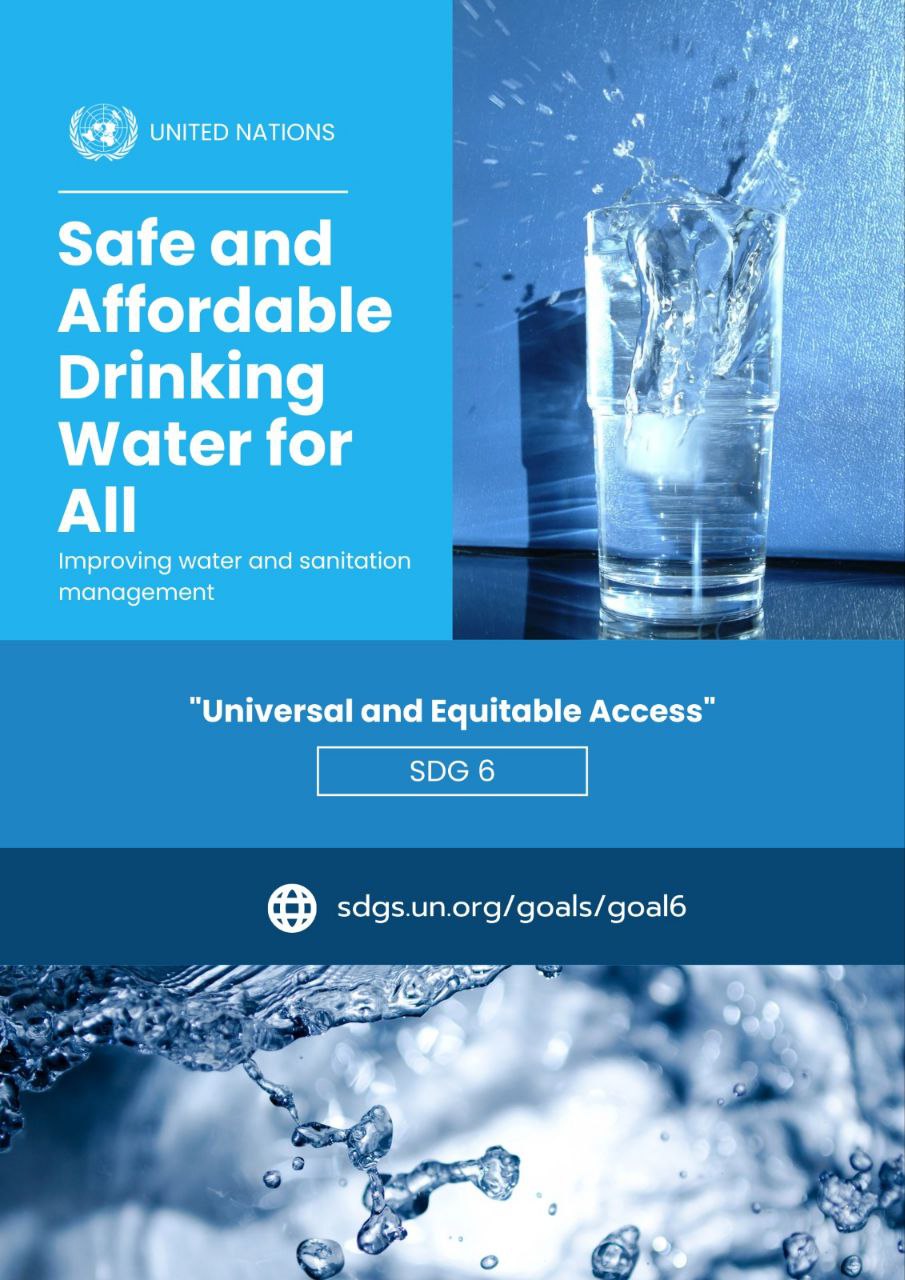 UNITED NATIONS
Safe and
Affordable
Drinking
Water for
All
Improving water and sanitation
management
"Universal and Equitable Access"
SDG 6
sdgs.un.org/goals/goal6